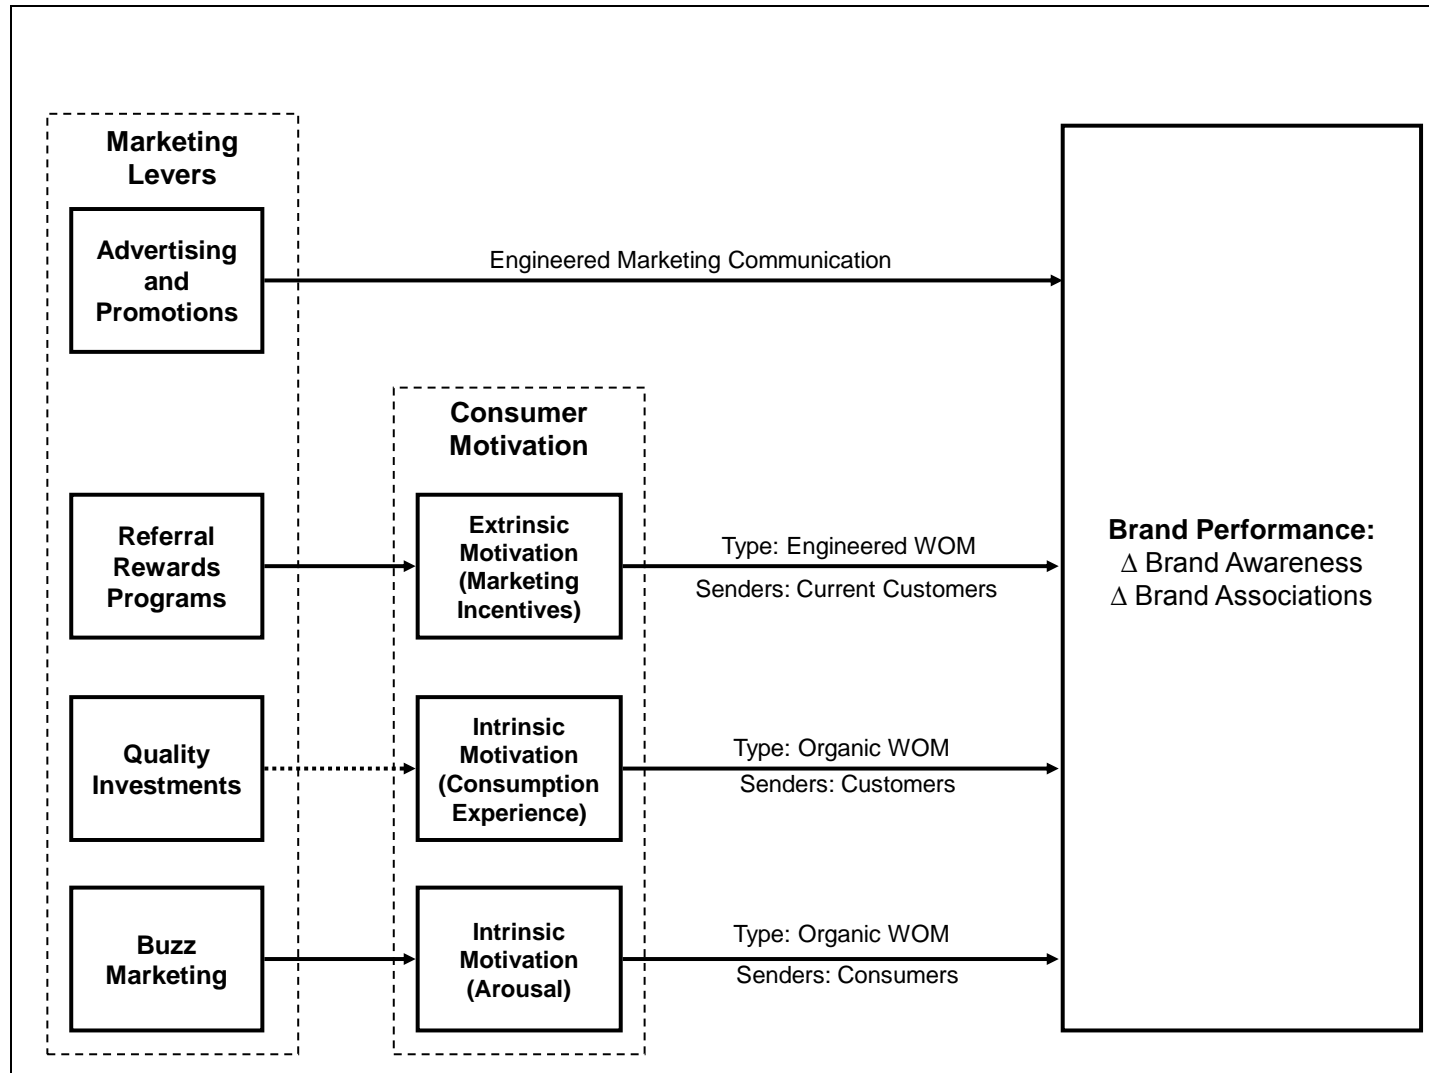 Marketing
Levers
Advertising
and
Promotions
Engineered Marketing Communication
Consumer
Motivation
Referral
Rewards
Programs
Extrinsic
Motivation
(Marketing
Incentives)
Type: Engineered WOM
Senders: Current Customers
Brand Performance:
Δ Brand Awareness
Δ Brand Associations
Quality
Investments
Intrinsic
Motivation
(Consumption
Experience)
Type: Organic WOM
Senders: Customers
Buzz
Marketing
Intrinsic
Motivation
(Arousal)
Type: Organic WOM
Senders: Consumers